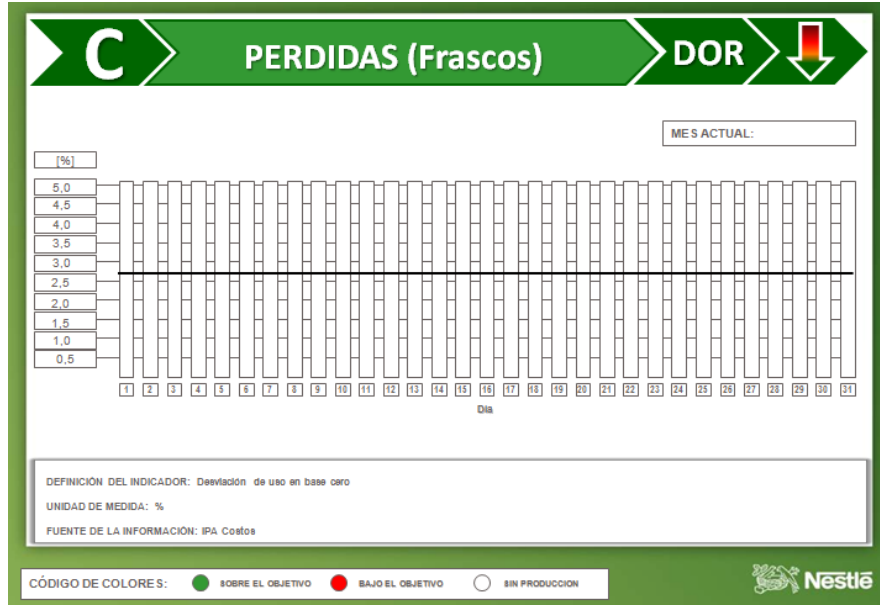 C
PERDIDAS (Frascos)
DOR
MES ACTUAL:
[%]
5,0
4,5
4,0
3,5
3,0
2,5
2,0
1,5
1,0
0,5
1 2 3 4 5 6 7 8 9 10 11 12 13 14 15 16 17 18 19 20 21 22 23 24 25 26 27 28 29 30 31
Dia
DEFINICIÓN DEL INDICADOR: Desviación de uso en base cero
UNIDAD DE MEDIDA: %
FUENTE DE LA INFORMACIÓN: IPA Costos
CÓDIGO DE COLORES: SOBRE EL OBJETIVO BAJO EL OBJETIVO SIN PRODUCCION
Nestlé